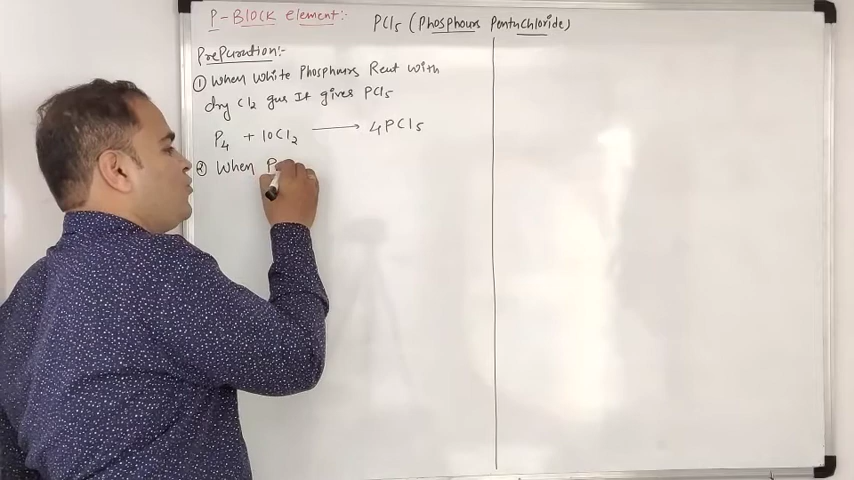 P-BLOCK element:- PCl5 (Phosphours Pentachloride)
Preparation:-
① When White Phosphours Reat with
dry Cl2 gas It gives PCl5
P4 + 10Cl2 ⟶ 4PCl5
② When P